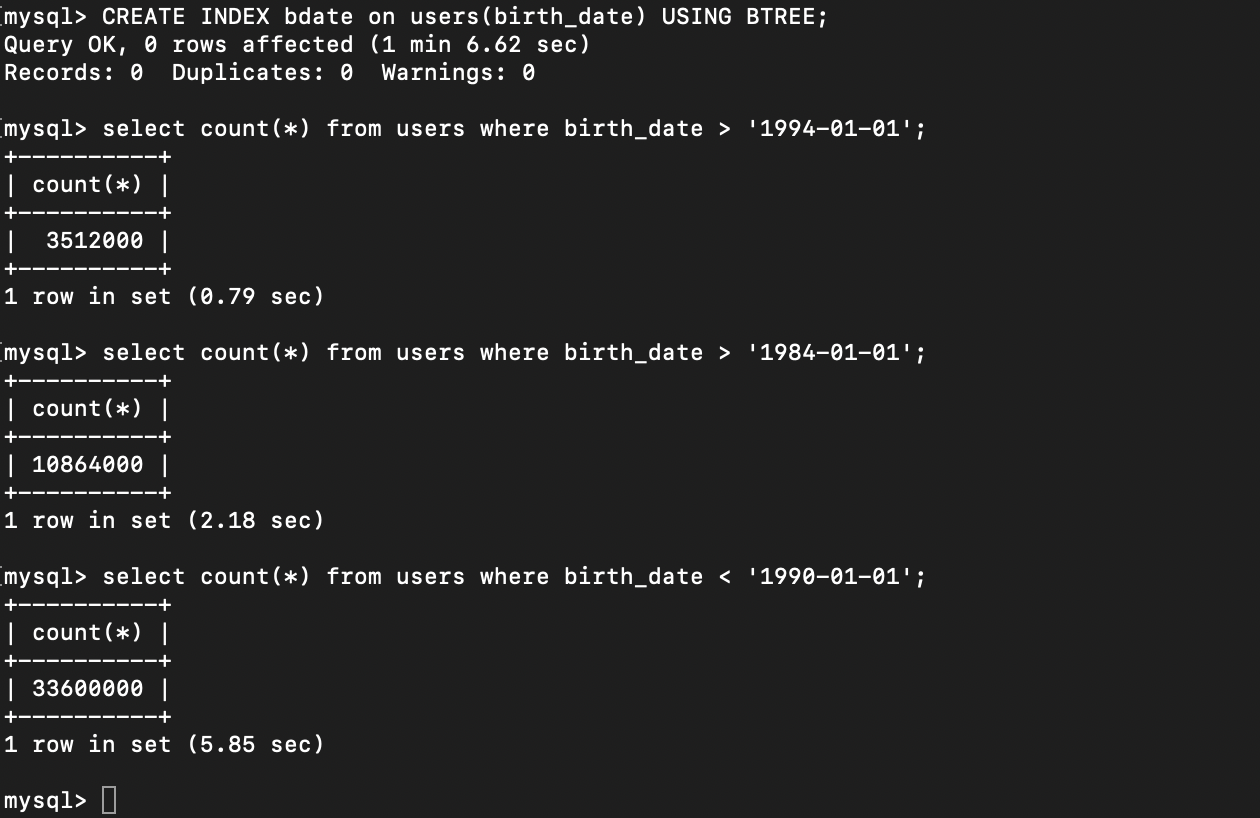 [mysql> CREATE INDEX bdate on users(birth_date) USING BTREE;
Query OK, 0 rows affected (1 min 6.62 sec)
Records: 0  Duplicates: 0  Warnings: 0
[mysql> select count(*) from users where birth_date > '1994-01-01';
+----------+
| count(*) |
+----------+
|  3512000 |
+----------+
1 row in set (0.79 sec)
[mysql> select count(*) from users where birth_date > '1984-01-01';
+----------+
| count(*) |
+----------+
| 10864000 |
+----------+
1 row in set (2.18 sec)
[mysql> select count(*) from users where birth_date < '1990-01-01';
+----------+
| count(*) |
+----------+
| 33600000 |
+----------+
1 row in set (5.85 sec)
mysql>